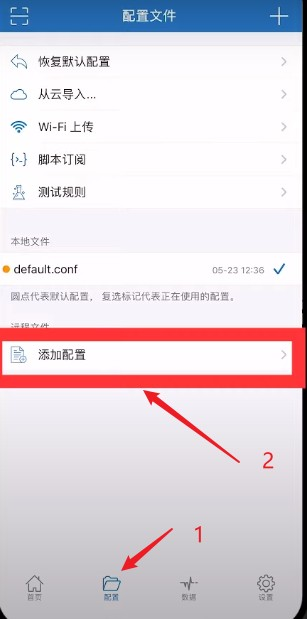 配置文件
恢复默认配置
从云导入...
Wi-Fi 上传
脚本订阅
测试规则
本地文件
default.conf 05-23 12:36
圆点代表默认配置，复选标记代表正在使用的配置。
远程文件
添加配置
2
1
首页 配置 数据 设置